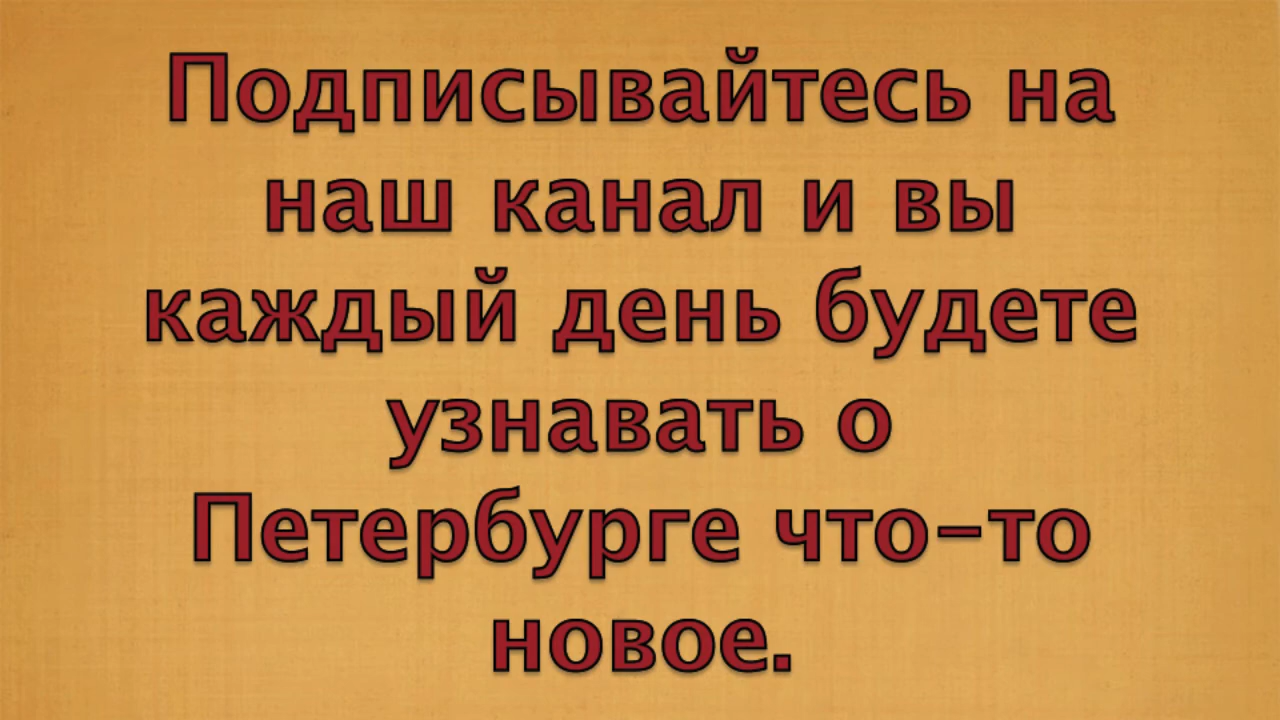 Подписывайтесь на
наш канал и вы
каждый день будете
узнавать о
Петербурге что-то
новое.